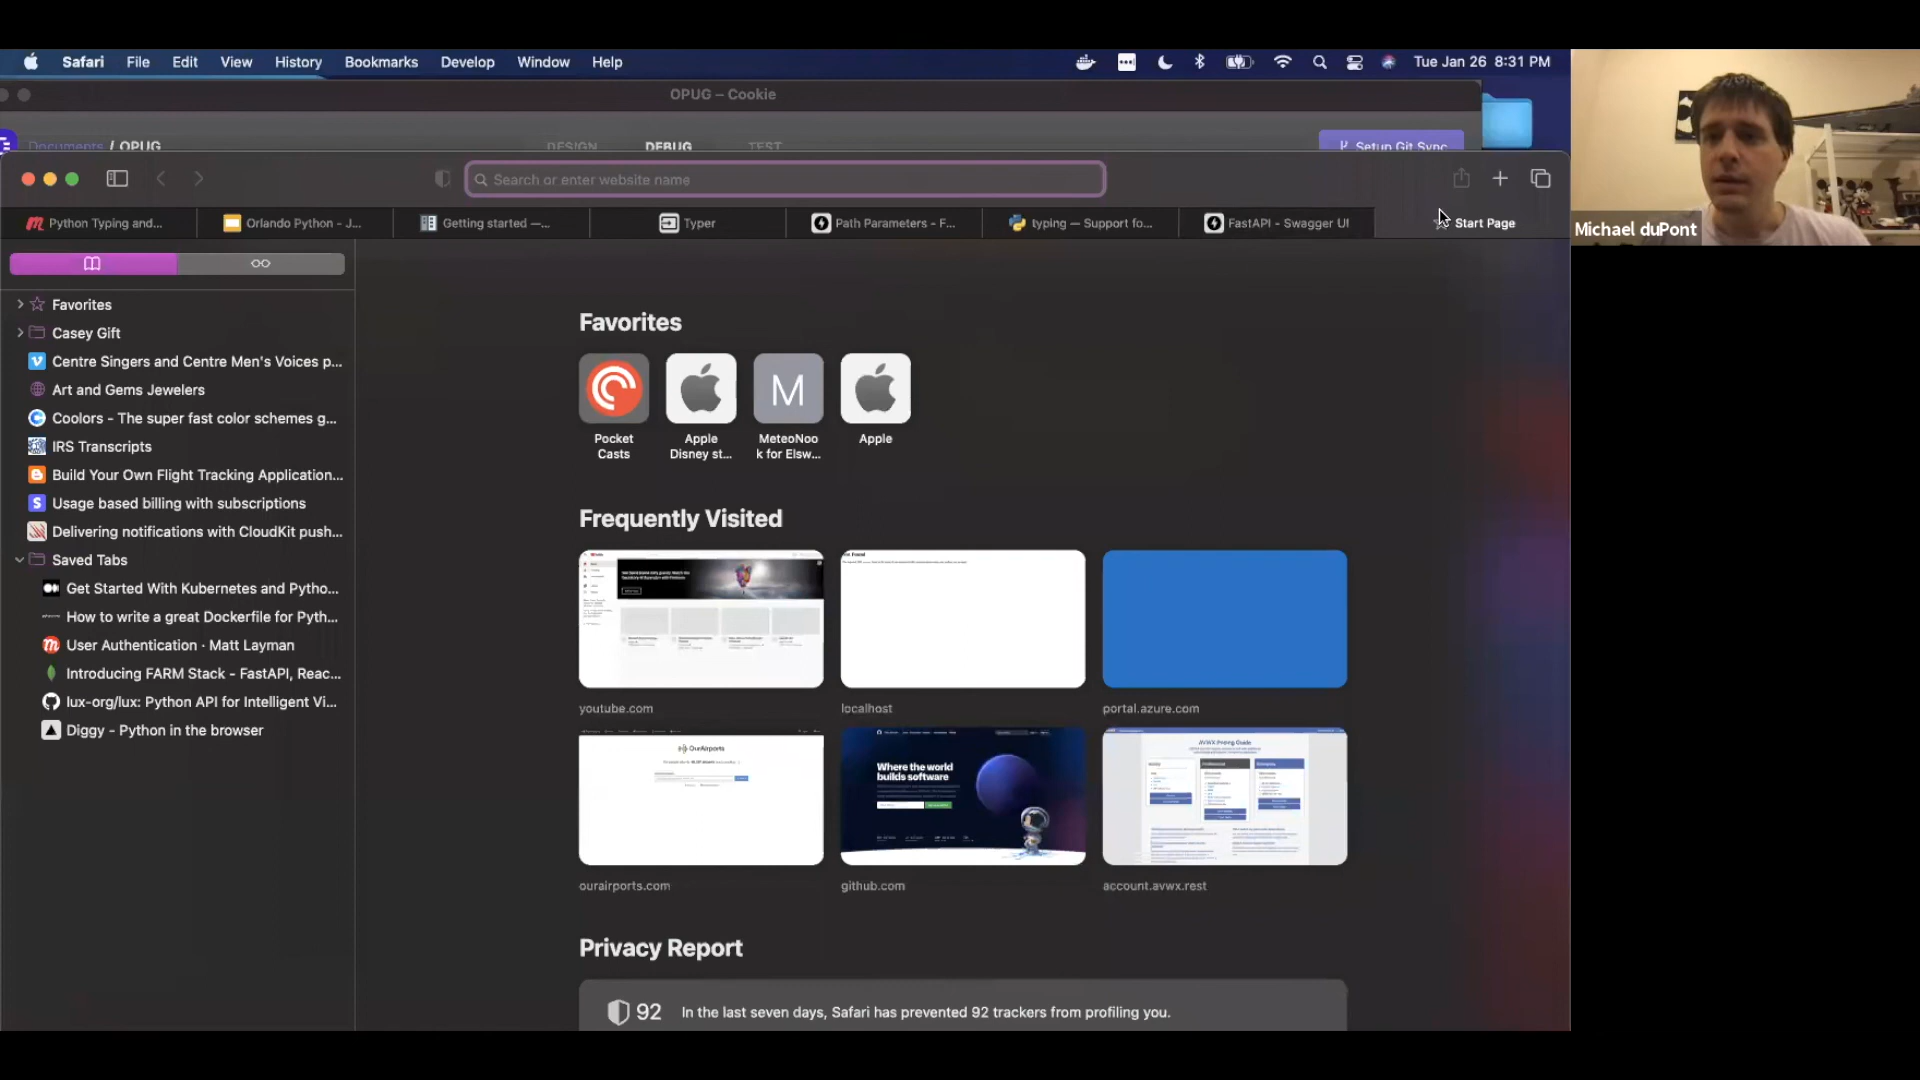 Safari File Edit View History Bookmarks Develop Window Help Tue Jan 26 8:31 PM
OPUG – Cookie
Documents / OPUG DESIGN DEBUG TEST Setup Git Sync
Search or enter website name
Python Typing and... Orlando Python - J... Getting started —... Typer Path Parameters - F... typing — Support fo... FastAPI - Swagger UI Start Page
Michael duPont
Favorites
Casey Gift
Centre Singers and Centre Men's Voices p...
Art and Gems Jewelers
Coolors - The super fast color schemes g...
IRS Transcripts
Build Your Own Flight Tracking Application...
Usage based billing with subscriptions
Delivering notifications with CloudKit push...
Saved Tabs
Get Started With Kubernetes and Pytho...
How to write a great Dockerfile for Pyth...
User Authentication · Matt Layman
Introducing FARM Stack - FastAPI, Reac...
lux-org/lux: Python API for Intelligent Vi...
Diggy - Python in the browser
Favorites
M
Pocket Casts
Apple Disney st...
MeteoNoo k for Elsw...
Apple
Frequently Visited
youtube.com
localhost
portal.azure.com
OurAirports
Where the world
builds software
AVWX Pricing Guide
ourairports.com
github.com
account.avwx.rest
Privacy Report
92 In the last seven days, Safari has prevented 92 trackers from profiling you.